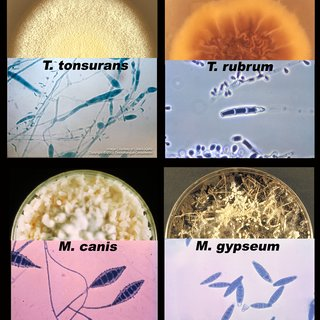 T. tonsurans
T. rubrum
M. canis
M. gypseum